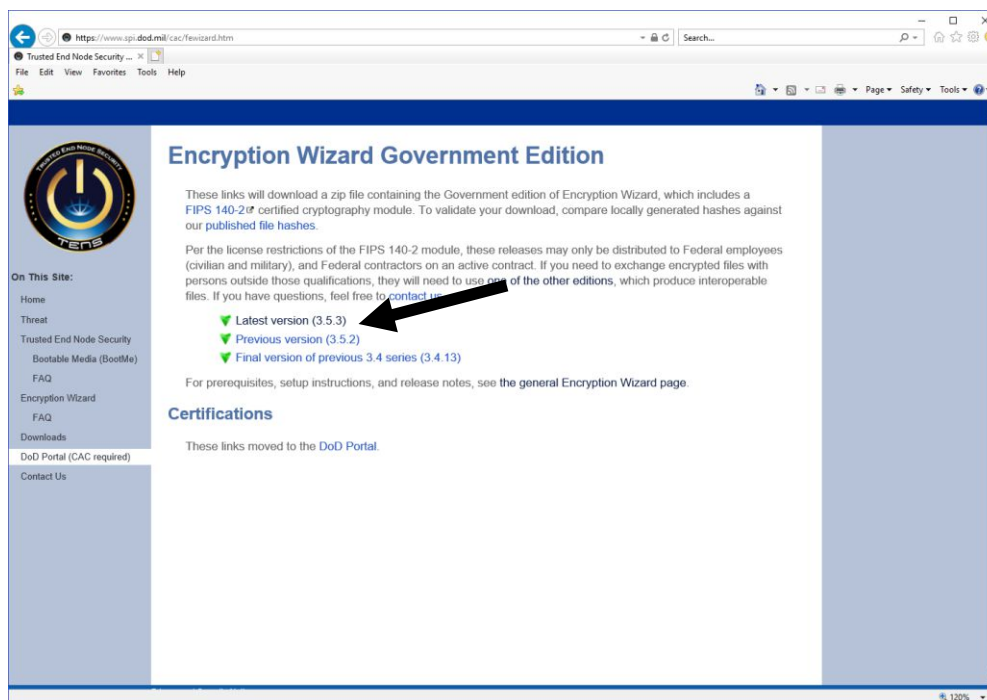 https://www.spi.dod.mil/cac/fewizard.htm
Search...
Trusted End Node Security ...
File Edit View Favorites Tools Help
Page Safety Tools
TRUSTED END NODE SECURITY
TENS
On This Site:
Home
Threat
Trusted End Node Security
Bootable Media (BootMe)
FAQ
Encryption Wizard
FAQ
Downloads
DoD Portal (CAC required)
Contact Us
Encryption Wizard Government Edition
These links will download a zip file containing the Government edition of Encryption Wizard, which includes a
FIPS 140-2 certified cryptography module. To validate your download, compare locally generated hashes against
our published file hashes.
Per the license restrictions of the FIPS 140-2 module, these releases may only be distributed to Federal employees
(civilian and military), and Federal contractors on an active contract. If you need to exchange encrypted files with
persons outside those qualifications, they will need to use one of the other editions, which produce interoperable
files. If you have questions, feel free to contact us
Latest version (3.5.3)
Previous version (3.5.2)
Final version of previous 3.4 series (3.4.13)
For prerequisites, setup instructions, and release notes, see the general Encryption Wizard page.
Certifications
These links moved to the DoD Portal.
120%